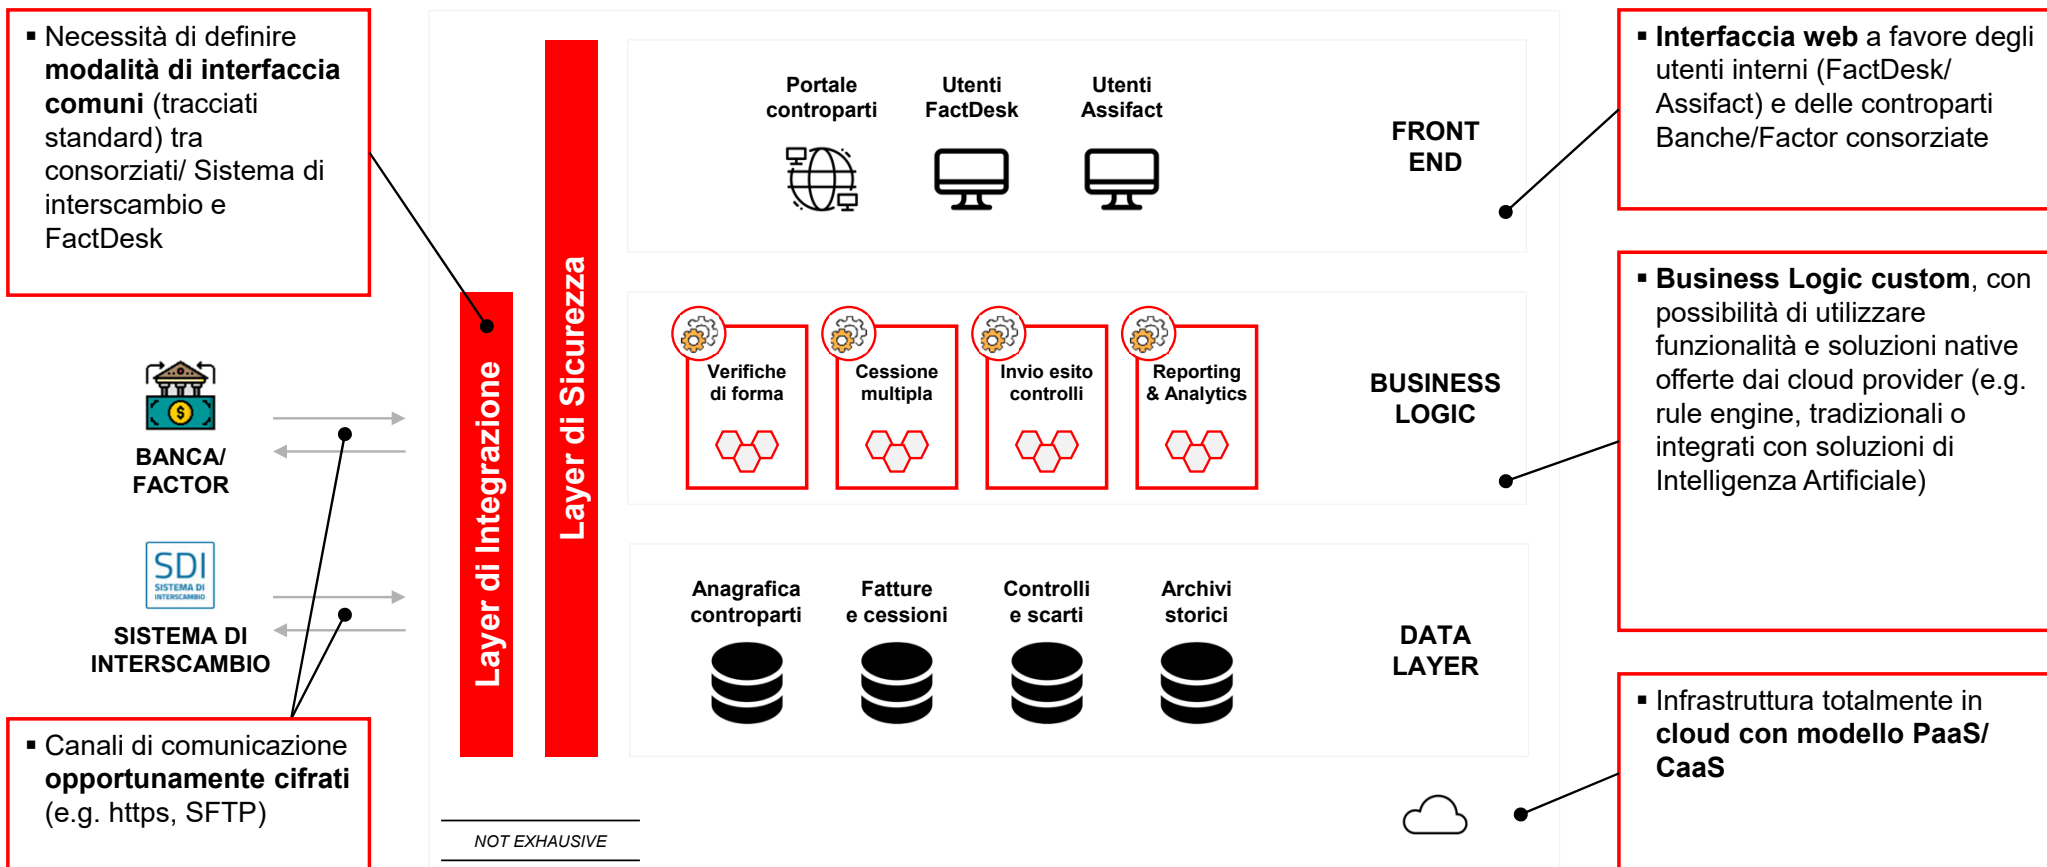 ▪ Necessità di definire
modalità di interfaccia
comuni (tracciati
standard) tra
consorziati/ Sistema di
interscambio e
FactDesk
BANCA/
FACTOR
SDI
SISTEMA DI
INTERSCAMBIO
SISTEMA DI
INTERSCAMBIO
▪ Canali di comunicazione
opportunamente cifrati
(e.g. https, SFTP)
Layer di Integrazione
Layer di Sicurezza
Portale
controparti
Utenti
FactDesk
Utenti
Assifact
FRONT
END
Verifiche
di forma
Cessione
multipla
Invio esito
controlli
Reporting
& Analytics
BUSINESS
LOGIC
Anagrafica
controparti
Fatture
e cessioni
Controlli
e scarti
Archivi
storici
DATA
LAYER
NOT EXHAUSIVE
▪ Interfaccia web a favore degli
utenti interni (FactDesk/
Assifact) e delle controparti
Banche/Factor consorziate
▪ Business Logic custom, con
possibilità di utilizzare
funzionalità e soluzioni native
offerte dai cloud provider (e.g.
rule engine, tradizionali o
integrati con soluzioni di
Intelligenza Artificiale)
▪ Infrastruttura totalmente in
cloud con modello PaaS/
CaaS